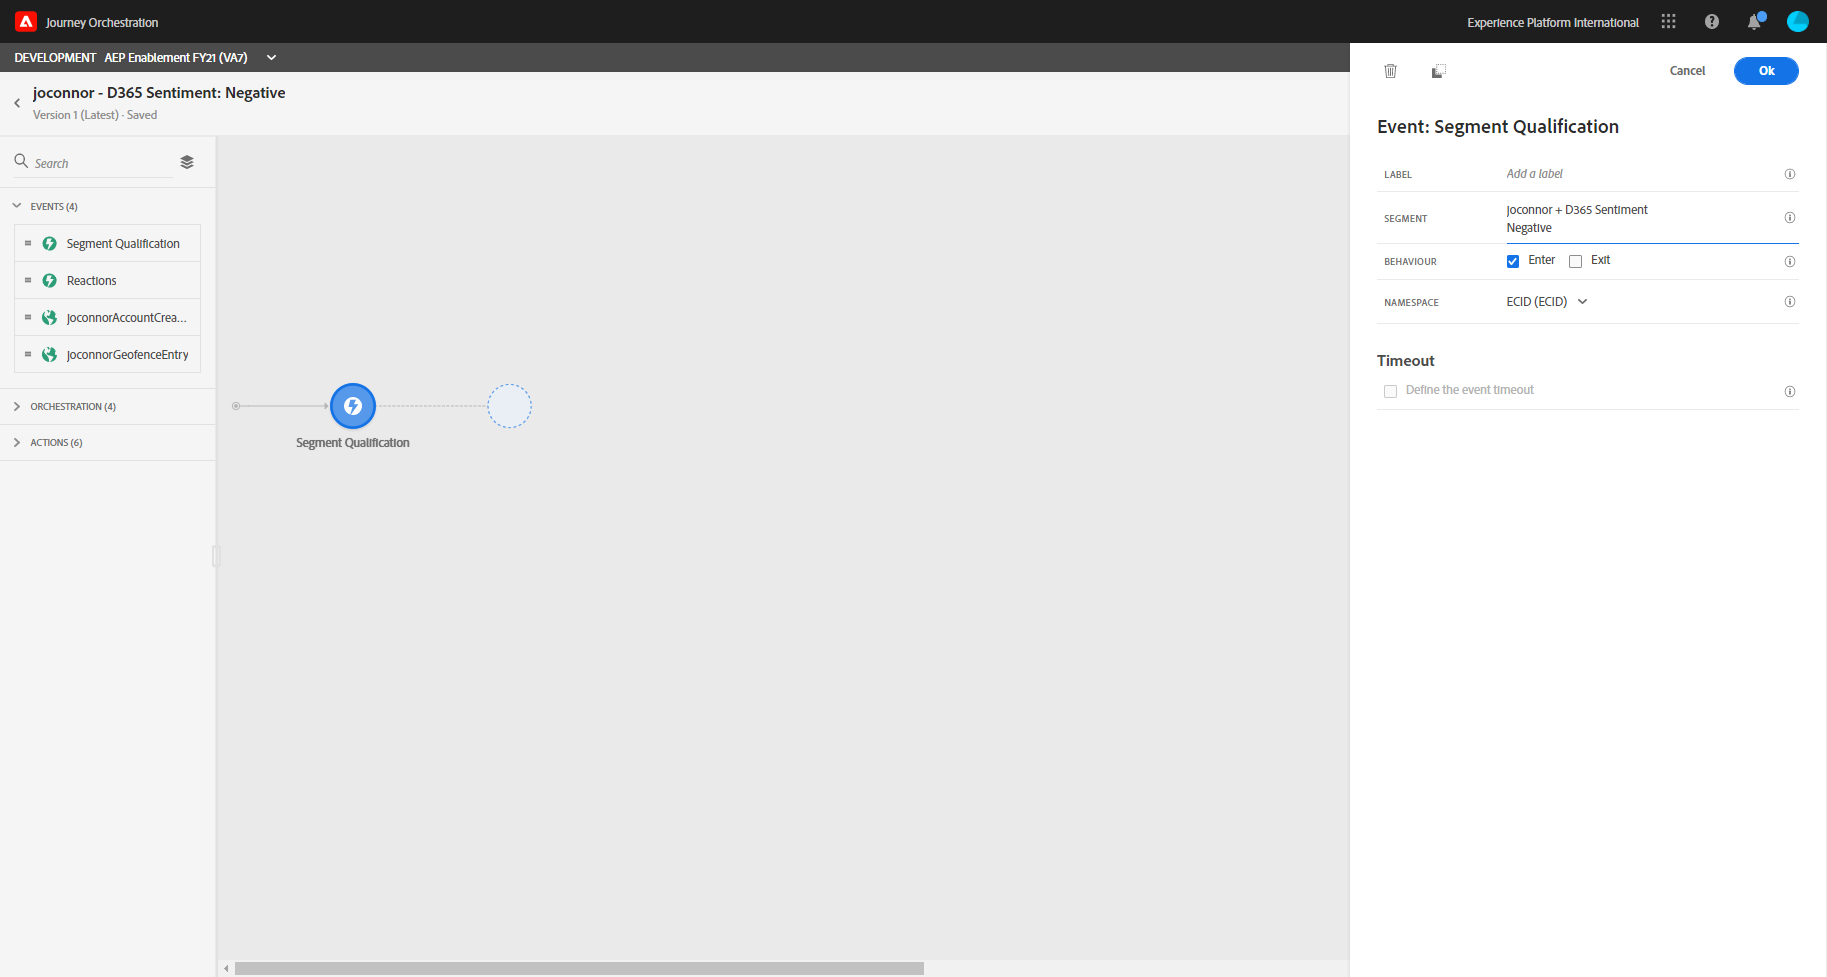 Journey Orchestration
Experience Platform International
DEVELOPMENT AEP Enablement FY21 (VA7)
joconnor - D365 Sentiment: Negative
Version 1 (Latest) · Saved
Cancel
Ok
Event: Segment Qualification
Search
LABEL
Add a label
SEGMENT
joconnor + D365 Sentiment
Negative
BEHAVIOUR
Enter
Exit
NAMESPACE
ECID (ECID)
Timeout
Define the event timeout
EVENTS (4)
Segment Qualification
Reactions
joconnorAccountCrea...
joconnorGeofenceEntry
ORCHESTRATION (4)
ACTIONS (6)
Segment Qualification